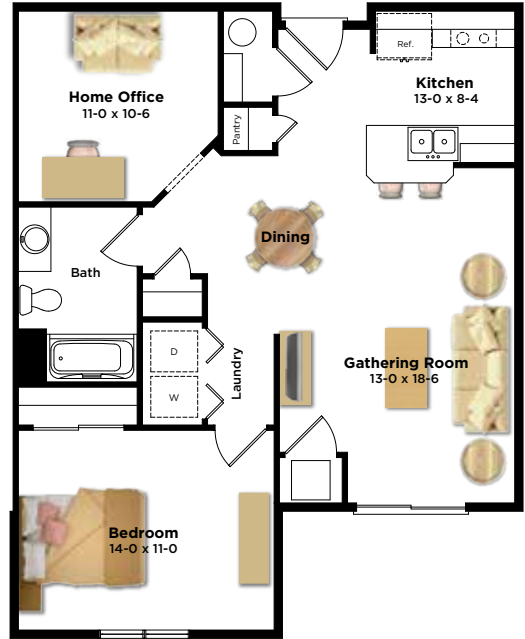 Ref.
Kitchen
13-0 x 8-4
Home Office
11-0 x 10-6
Pantry
Dining
Bath
D
W
Laundry
Gathering Room
13-0 x 18-6
Bedroom
14-0 x 11-0